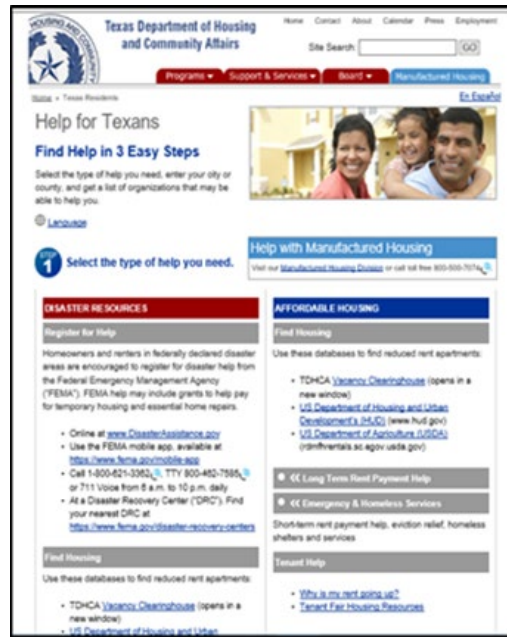 HOUSING AND COMMUNITY
Texas Department of Housing
and Community Affairs
Home Contact About Calendar Press Employment
Site Search: GO
Programs Support & Services Board Manufactured Housing
Home » Texas Residents
En Español
Help for Texans
Find Help in 3 Easy Steps
Select the type of help you need, enter your city or
county, and get a list of organizations that may be
able to help you.
Language
STEP
1
Select the type of help you need.
Help with Manufactured Housing
Visit our Manufactured Housing Division or call toll free 800-500-7074
DISASTER RESOURCES
Register for Help
Homeowners and renters in federally declared disaster
areas are encouraged to register for disaster help from
the Federal Emergency Management Agency
("FEMA"). FEMA help may include grants to help pay
for temporary housing and essential home repairs.
• Online at www.DisasterAssistance.gov
• Use the FEMA mobile app, available at
https://www.fema.gov/mobile-app
• Call 1-800-621-3362, TTY 800-462-7585
or 711 Voice from 6 a.m. to 10 p.m. daily
• At a Disaster Recovery Center ("DRC"). Find
your nearest DRC at
https://www.fema.gov/disaster-recovery-centers
Find Housing
Use these databases to find reduced rent apartments:
• TDHCA Vacancy Clearinghouse (opens in a
new window)
• US Department of Housing and Urban
AFFORDABLE HOUSING
Find Housing
Use these databases to find reduced rent apartments:
• TDHCA Vacancy Clearinghouse (opens in a
new window)
• US Department of Housing and Urban
Development's (HUD) (www.hud.gov)
• US Department of Agriculture (USDA)
(rdmfhrentals.sc.egov.usda.gov)
« Long Term Rent Payment Help
« Emergency & Homeless Services
Short-term rent payment help, eviction relief, homeless
shelters and services
Tenant Help
• Why is my rent going up?
• Tenant Fair Housing Resources